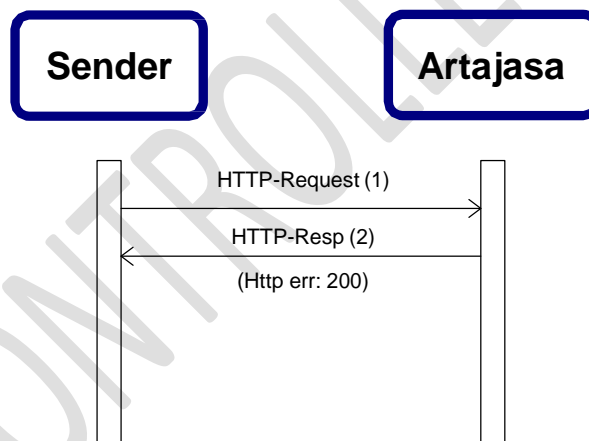 Sender
Artajasa
HTTP-Request (1)
HTTP-Resp (2)
(Http err: 200)